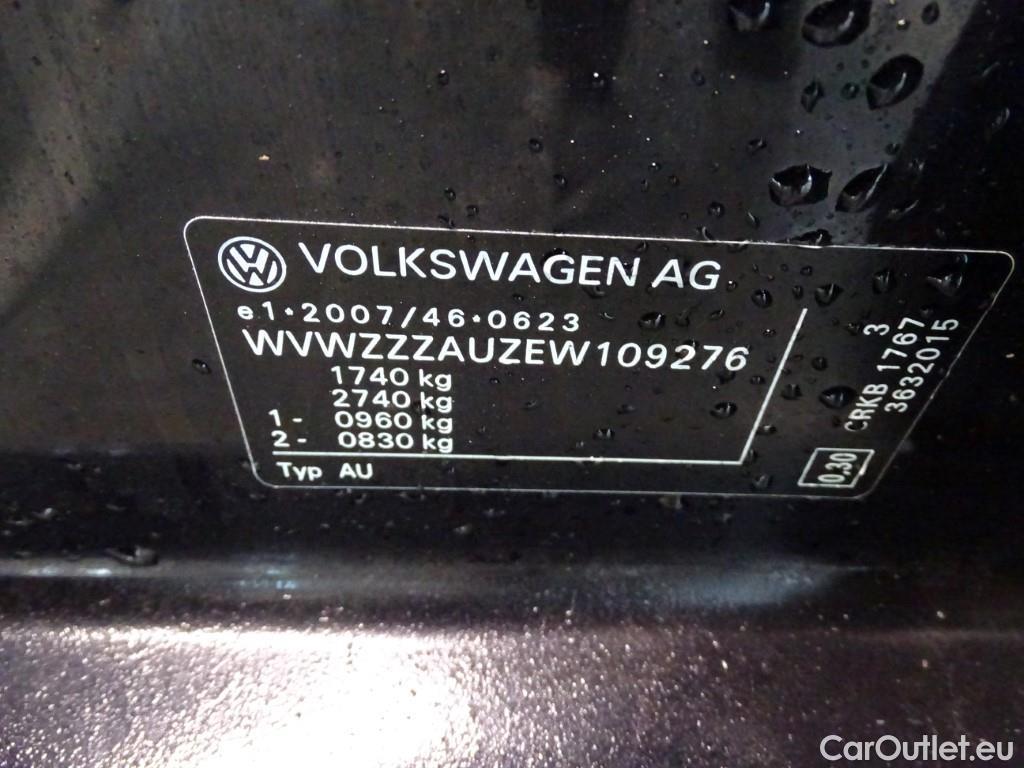 VOLKSWAGEN AG
e1*2007/46*0623
WVWZZZAUZEW109276
1740 kg
2740 kg
1- 0960 kg
2- 0830 kg
Typ AU
3
CRKB 1767
3632015
0,30
CarOutlet.eu